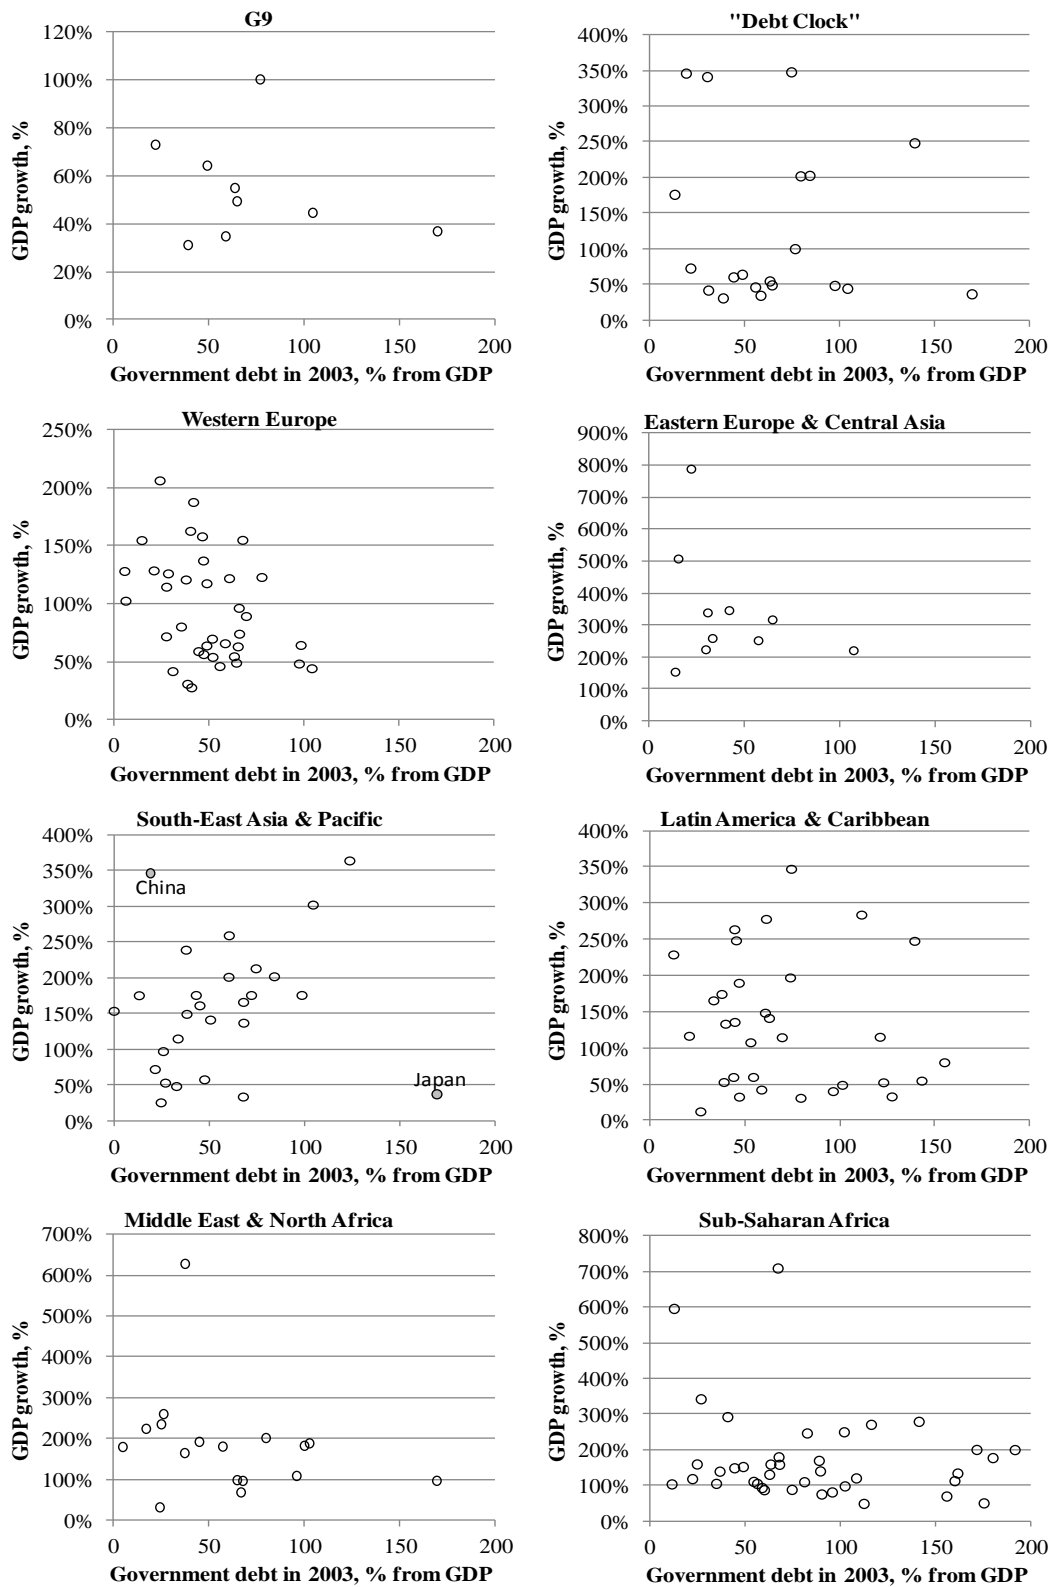 G9
120%
100%
80%
60%
40%
20%
0%
GDP growth, %
0 50 100 150 200
Government debt in 2003, % from GDP
"Debt Clock"
400%
350%
300%
250%
200%
150%
100%
50%
0%
GDP growth, %
0 50 100 150 200
Government debt in 2003, % from GDP
Western Europe
250%
200%
150%
100%
50%
0%
GDP growth, %
0 50 100 150 200
Government debt in 2003, % from GDP
Eastern Europe & Central Asia
900%
800%
700%
600%
500%
400%
300%
200%
100%
0%
GDP growth, %
0 50 100 150 200
Government debt in 2003, % from GDP
South-East Asia & Pacific
400%
350%
300%
250%
200%
150%
100%
50%
0%
GDP growth, %
China
Japan
0 50 100 150 200
Government debt in 2003, % from GDP
Latin America & Caribbean
400%
350%
300%
250%
200%
150%
100%
50%
0%
GDP growth, %
0 50 100 150 200
Government debt in 2003, % from GDP
Middle East & North Africa
700%
600%
500%
400%
300%
200%
100%
0%
GDP growth, %
0 50 100 150 200
Government debt in 2003, % from GDP
Sub-Saharan Africa
800%
700%
600%
500%
400%
300%
200%
100%
0%
GDP growth, %
0 50 100 150 200
Government debt in 2003, % from GDP